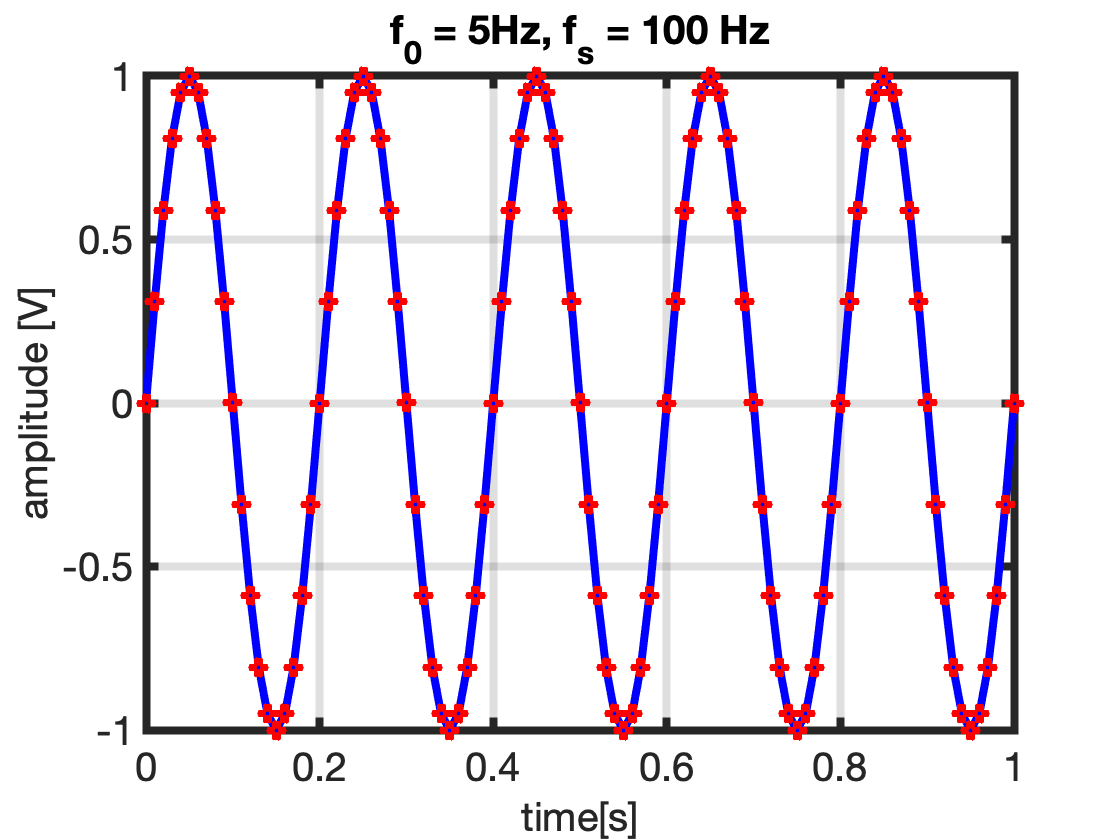 f₀ = 5Hz, fₛ = 100 Hz
1
0.5
0
-0.5
-1
amplitude [V]
0 0.2 0.4 0.6 0.8 1
time[s]